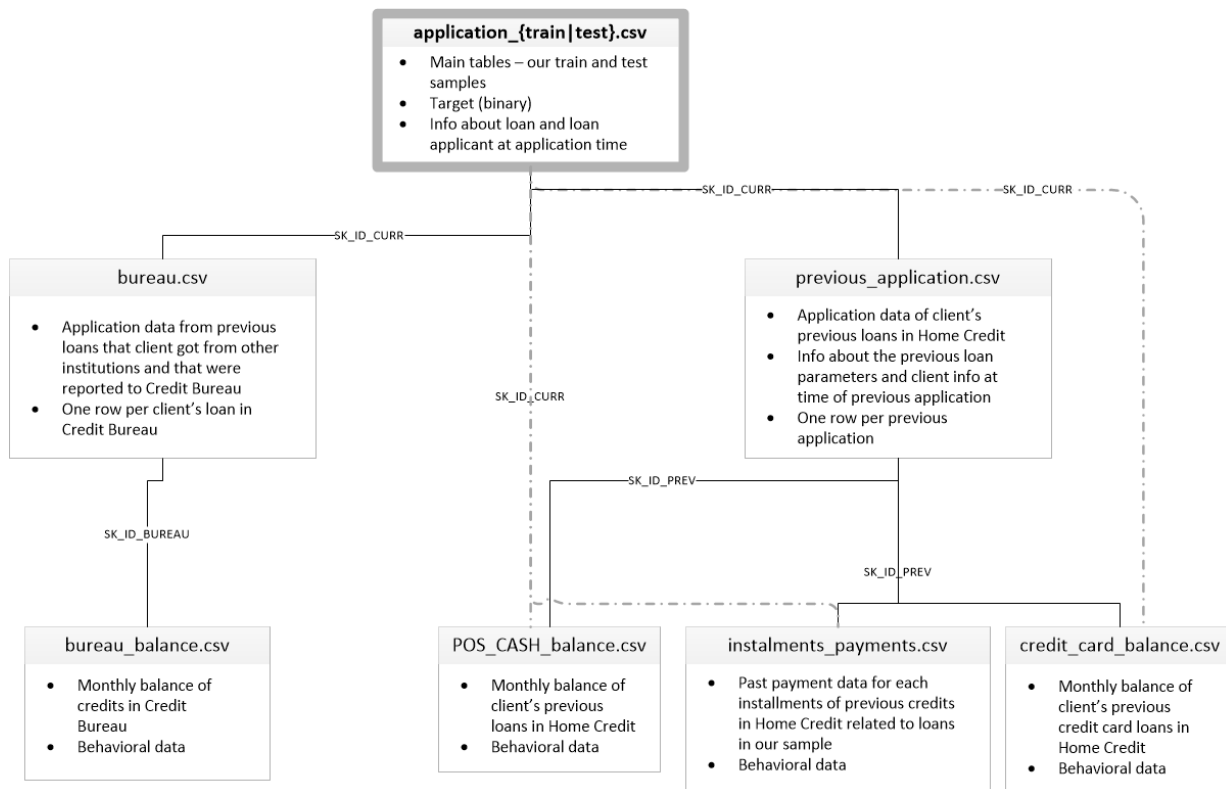 application_{train|test}.csv
• Main tables – our train and test
samples
• Target (binary)
• Info about loan and loan
applicant at application time
SK_ID_CURR
SK_ID_CURR
SK_ID_CURR
bureau.csv
• Application data from previous
loans that client got from other
institutions and that were
reported to Credit Bureau
• One row per client's loan in
Credit Bureau
previous_application.csv
• Application data of client's
previous loans in Home Credit
• Info about the previous loan
parameters and client info at
time of previous application
• One row per previous
application
SK_ID_CURR
SK_ID_PREV
SK_ID_BUREAU
SK_ID_PREV
bureau_balance.csv
• Monthly balance of
credits in Credit
Bureau
• Behavioral data
POS_CASH_balance.csv
• Monthly balance of
client's previous
loans in Home Credit
• Behavioral data
instalments_payments.csv
• Past payment data for each
installments of previous credits
in Home Credit related to loans
in our sample
• Behavioral data
credit_card_balance.csv
• Monthly balance of
client's previous
credit card loans in
Home Credit
• Behavioral data